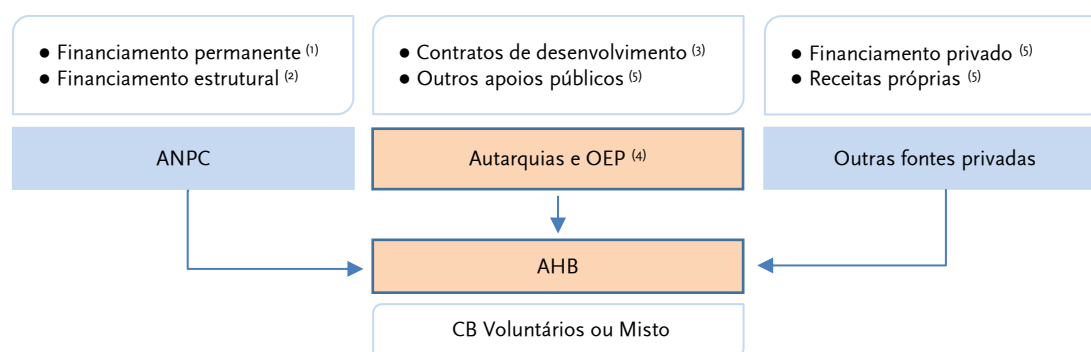 ● Financiamento permanente (1)
● Financiamento estrutural (2)
● Contratos de desenvolvimento (3)
● Outros apoios públicos (5)
● Financiamento privado (5)
● Receitas próprias (5)
ANPC
Autarquias e OEP (4)
Outras fontes privadas
AHB
CB Voluntários ou Misto